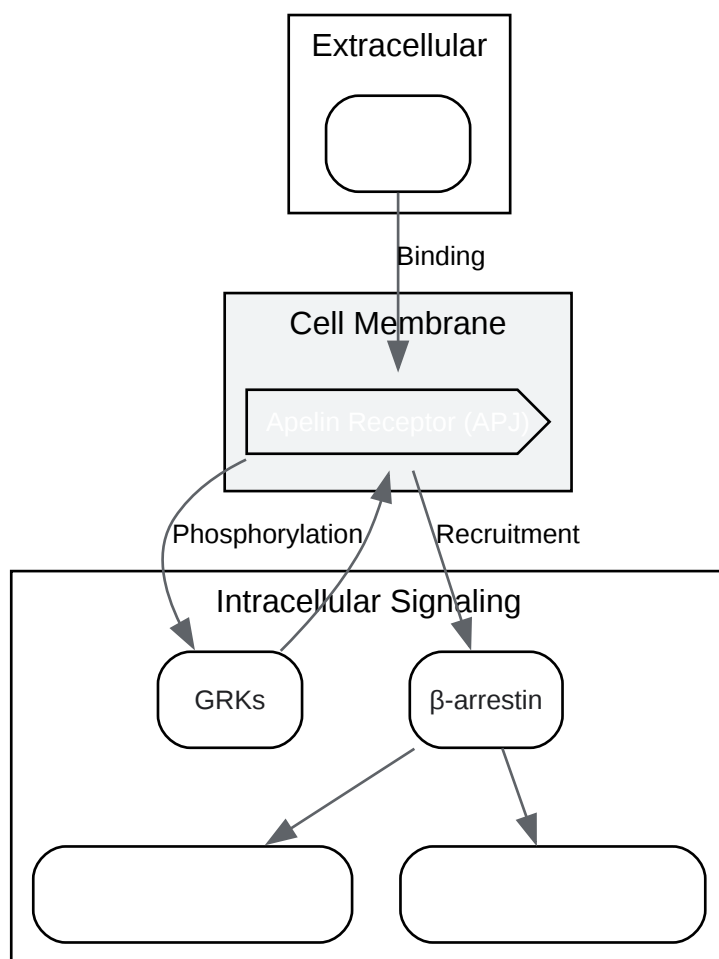 Extracellular
Binding
Cell Membrane
Apelin Receptor (APJ)
Phosphorylation
Recruitment
Intracellular Signaling
GRKs
β-arrestin